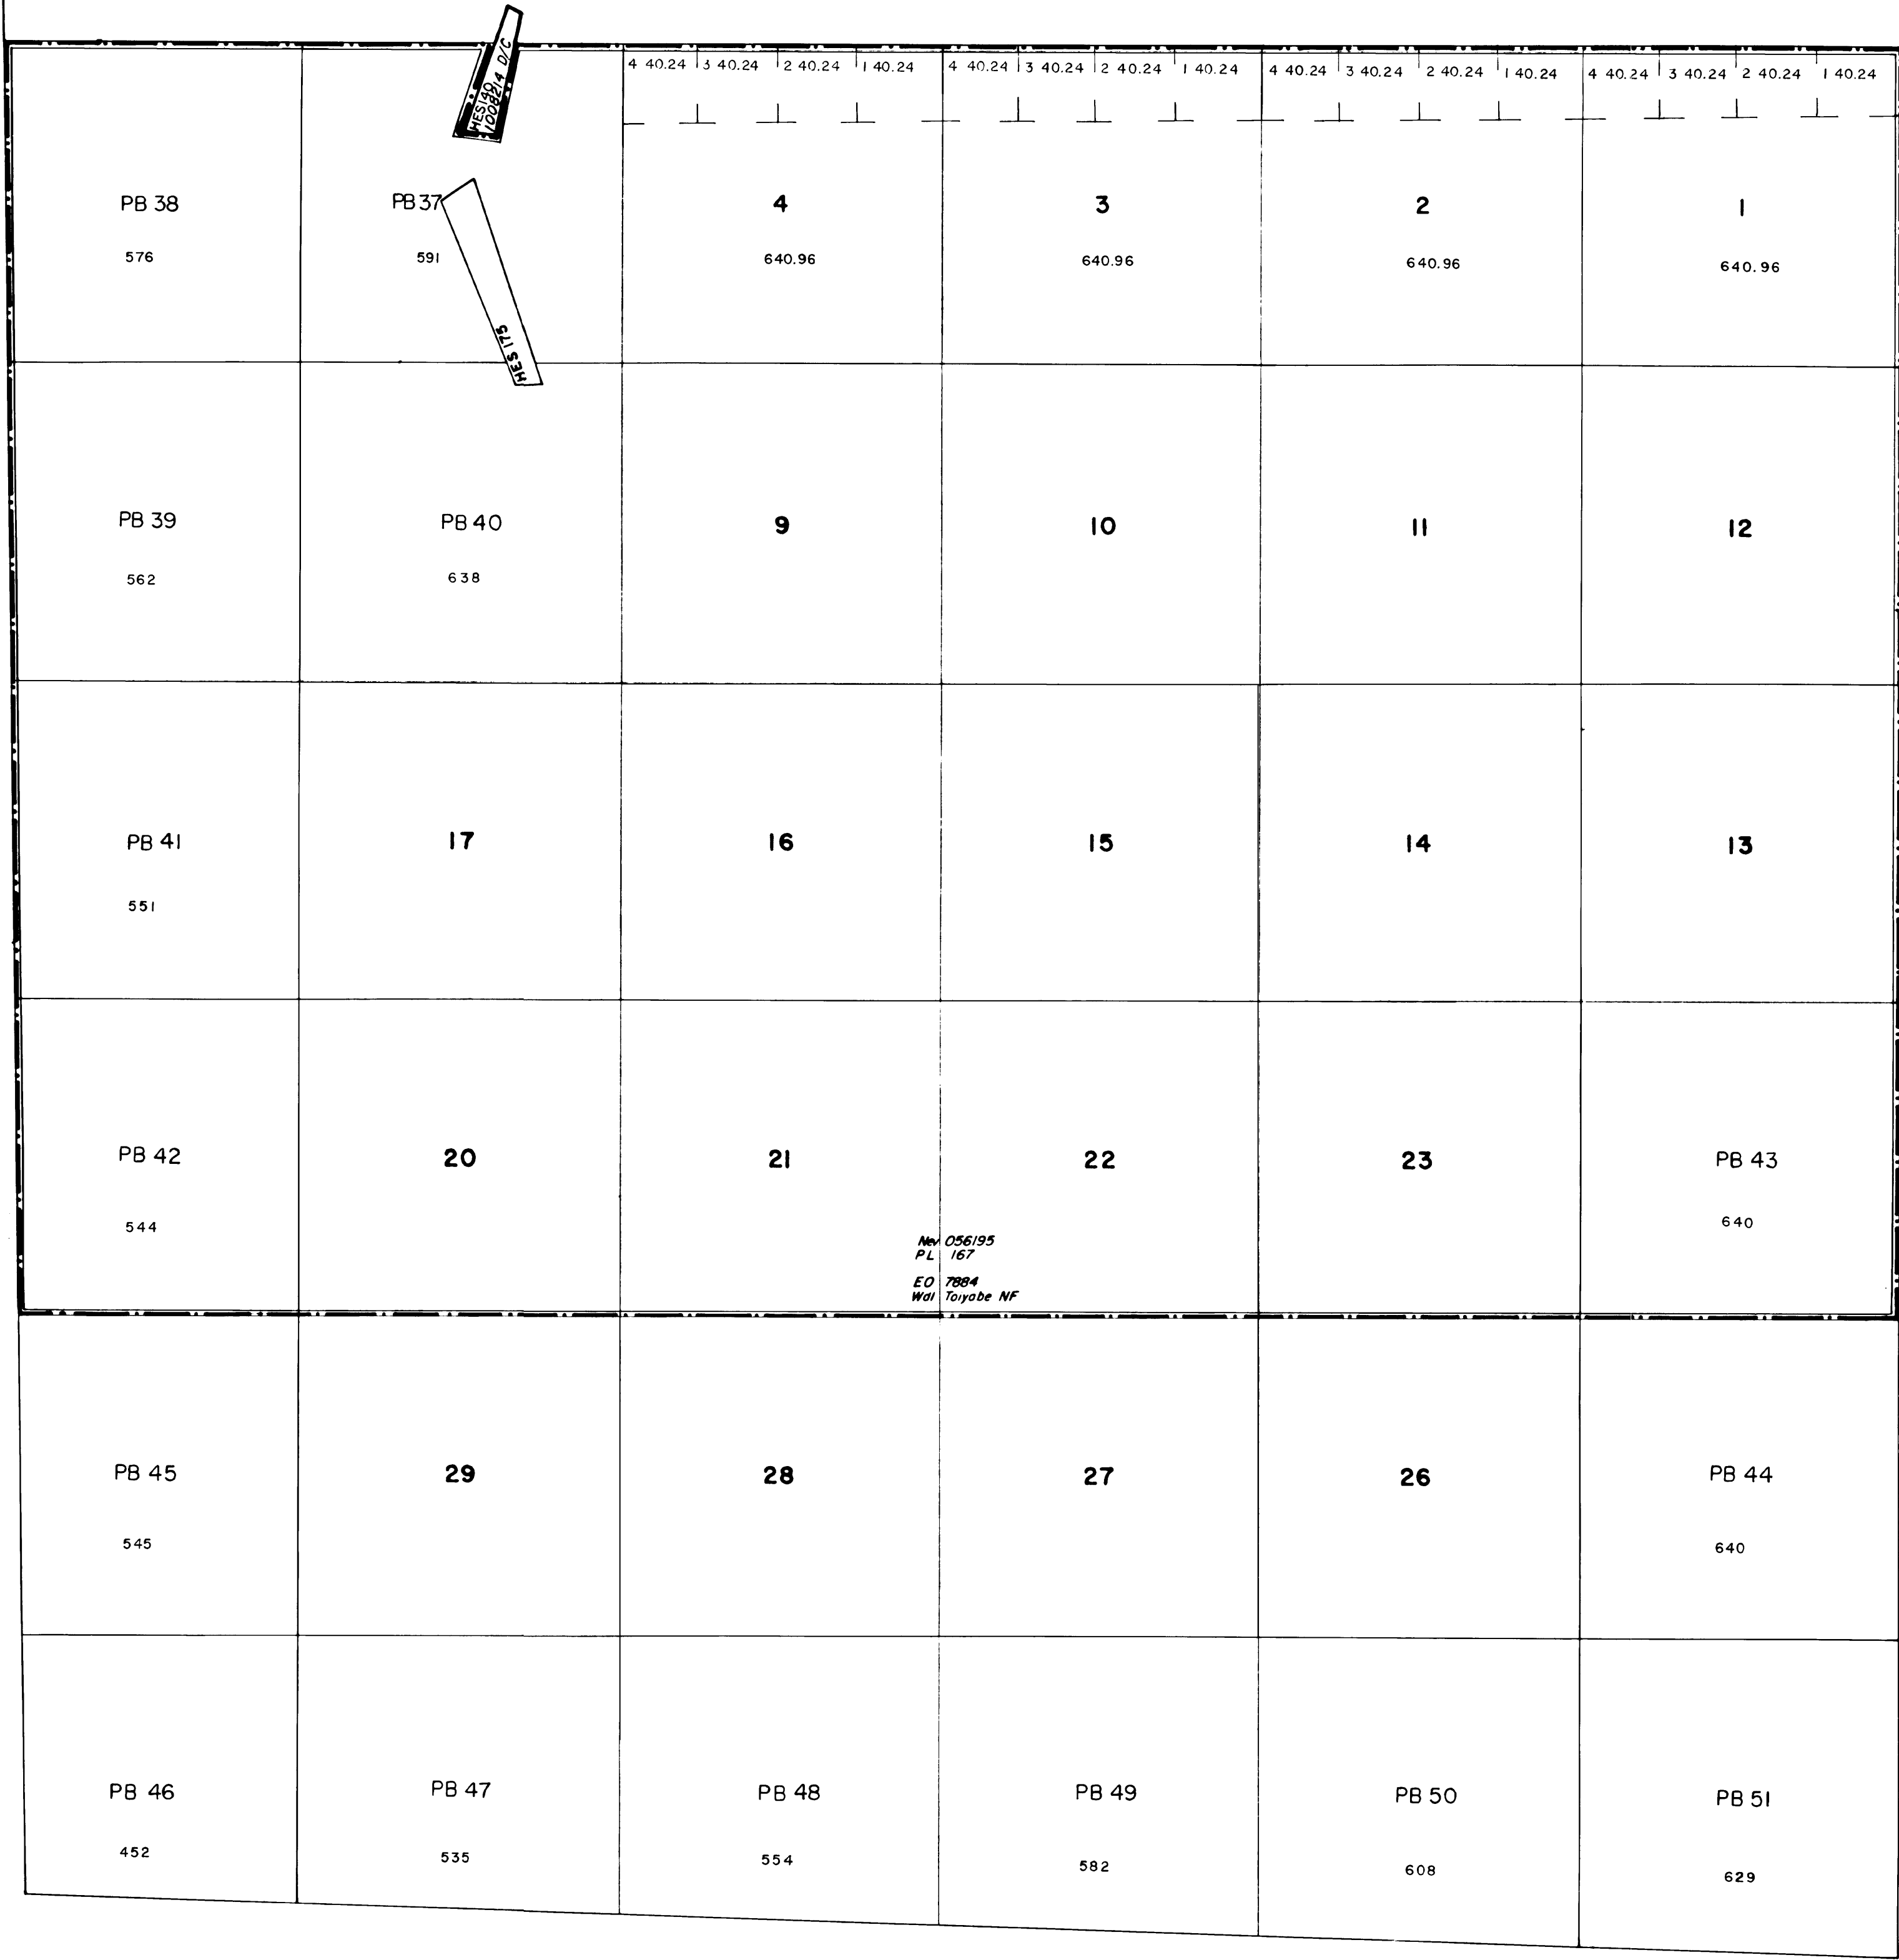 HES 140
1008214 D/C
4 40.24 3 40.24 2 40.24 1 40.24 4 40.24 3 40.24 2 40.24 1 40.24 4 40.24 3 40.24 2 40.24 1 40.24 4 40.24 3 40.24 2 40.24 1 40.24
PB 38 PB 37 4 3 2 1
576 591 640.96 640.96 640.96 640.96
HES 175
PB 39 PB 40 9 10 11 12
562 638
PB 41 17 16 15 14 13
551
PB 42 20 21 22 23 PB 43
544 640
Nev 056195
PL 167
EO 7884
Wdl Toiyabe NF
PB 45 29 28 27 26 PB 44
545 640
PB 46 PB 47 PB 48 PB 49 PB 50 PB 51
452 535 554 582 608 629